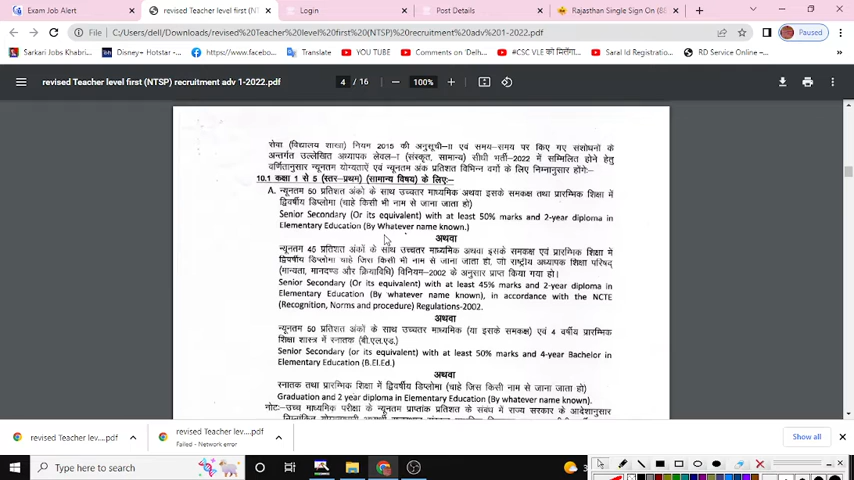 Exam Job Alert
revised Teacher level first (NTSP)
Login
Post Details
Rajasthan Single Sign On (
File
C:/Users/dell/Downloads/revised%20Teacher%20level%20first%20(NTSP)%20recruitment%20adv%201-2022.pdf
Paused
Sarkari Jobs Khabri
Disney+ Hotstar -
https://www.facebook.
Translate
YOU TUBE
Comments on 'Delh
#CSC VLE को मिला
Saral Id Registration
RD Service Online
revised Teacher level first (NTSP) recruitment adv 1-2022.pdf
4 / 16
100%
सेवा (विद्यालय शाखा) नियम 2015 की अनुसूची-II एवं समय-समय पर किए गए संशोधनों के
अन्तर्गत उल्लेखित अध्यापक लेवल-I (संस्कृत, सामान्य) सीधी भर्ती-2022 में सम्मिलित होने हेतु
वर्णितानुसार न्यूनतम योग्यताऐं एवं न्यूनतम अंक प्रतिशत विभिन्न वर्गों के लिए निम्नानुसार होंगेः-
10.1 कक्षा 1 से 5 (स्तर-प्रथम) (सामान्य विषय) के लिएः-
A. न्यूनतम 50 प्रतिशत अंको के साथ उच्चतर माध्यमिक अथवा इसके समकक्ष तथा प्रारम्भिक शिक्षा में
द्विवर्षीय डिप्लोमा (चाहे किसी भी नाम से जाना जाता हो)
Senior Secondary (Or its equivalent) with at least 50% marks and 2-year diploma in
Elementary Education (By Whatever name known.)
अथवा
न्यूनतम 45 प्रतिशत अंकों के साथ उच्चतर माध्यमिक अथवा इसके समकक्ष एवं प्रारम्भिक शिक्षा में
द्विवर्षीय डिप्लोमा चाहे जिस किसी भी नाम से जाना जाता हो, जो राष्ट्रीय अध्यापक शिक्षा परिषद्
(मान्यता, मानदण्ड और क्रियाविधि) विनियम-2002 के अनुसार प्राप्त किया गया हो।
Senior Secondary (or its equivalent) with at least 45% marks and 2-year diploma in
Elementary Education (By whatever name known), in accordance with the NCTE
(Recognition, Norms and procedure) Regulations-2002.
अथवा
न्यूनतम 50 प्रतिशत अंकों के साथ उच्चतर माध्यमिक (या इसके समकक्ष) एवं 4 वर्षीय प्रारम्भिक
शिक्षा शास्त्र में स्नातक (बी.एल.एड.)
Senior Secondary (or its equivalent) with at least 50% marks and 4-year Bachelor in
Elementary Education (B.El.Ed.)
अथवा
स्नातक तथा प्रारम्भिक शिक्षा में द्विवर्षीय डिप्लोमा (चाहे जिस किसी नाम से जाना जाता हो)
Graduation and 2 year diploma in Elementary Education (By whatever name known).
नोटः-उच्च माध्यमिक परीक्षा के न्यूनतम प्राप्तांक प्रतिशत के संबंध में राज्य सरकार के आदेशानुसार
revised Teacher lev....pdf
revised Teacher lev....pdf
Failed - Network error
Show all
Type here to search